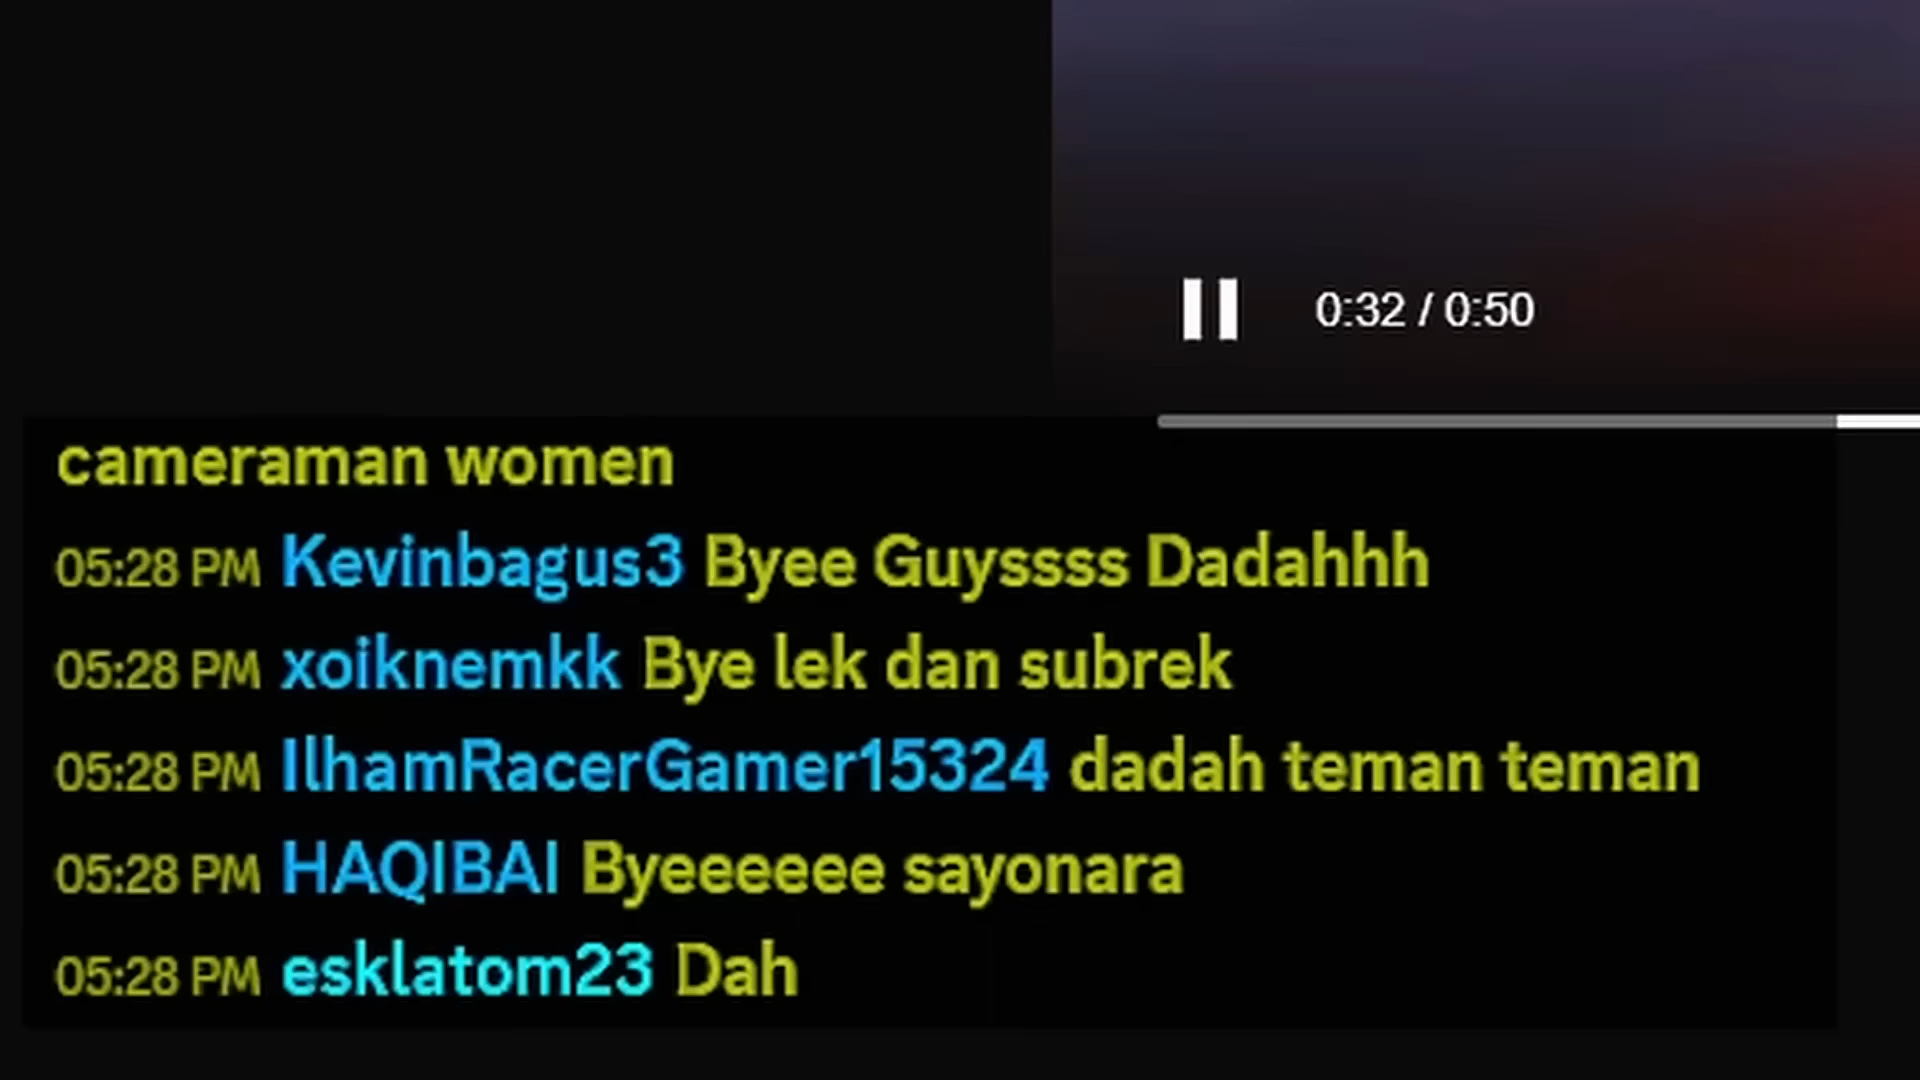 0:32 / 0:50
cameraman women
05:28 PM Kevinbagus3 Byee Guyssss Dadahhh
05:28 PM xoiknemkk Bye lek dan subrek
05:28 PM IlhamRacerGamer15324 dadah teman teman
05:28 PM HAQIBAI Byeeeeee sayonara
05:28 PM esklatom23 Dah